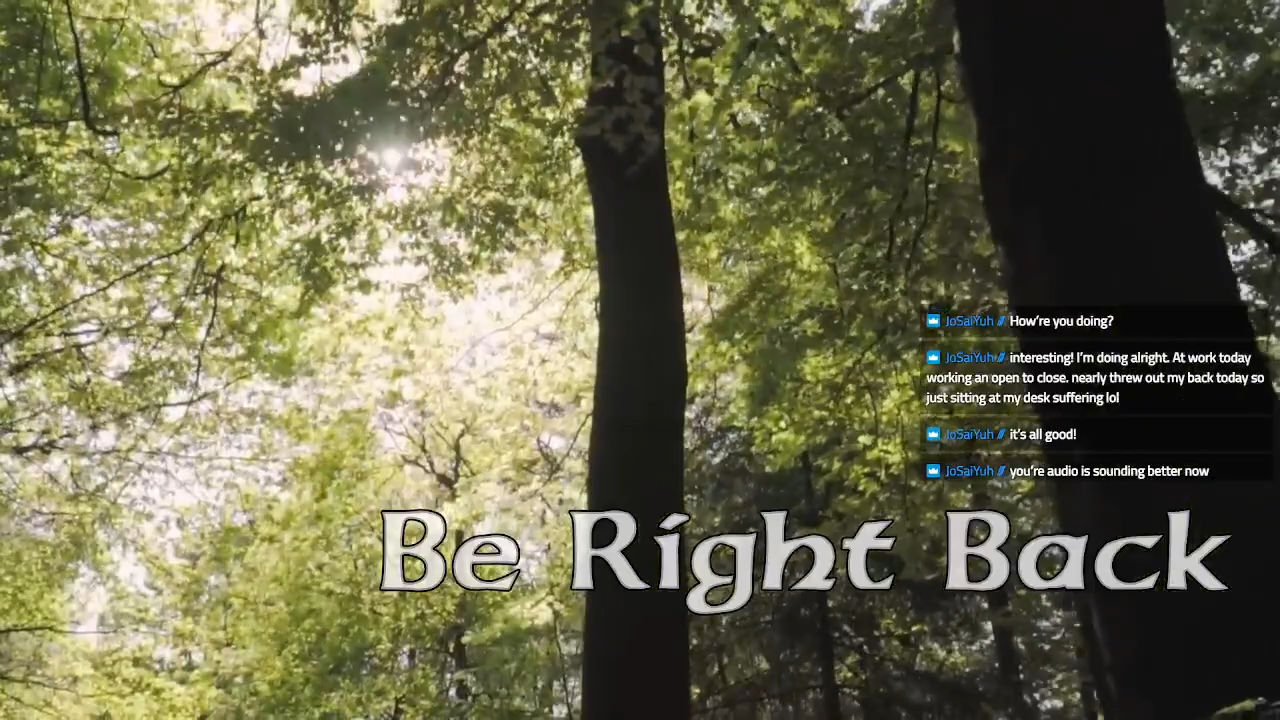 JoSaiYuh // How're you doing?
JoSaiYuh // interesting! I'm doing alright. At work today
working an open to close. nearly threw out my back today so
just sitting at my desk suffering lol
JoSaiYuh // it's all good!
JoSaiYuh // you're audio is sounding better now
Be Right Back